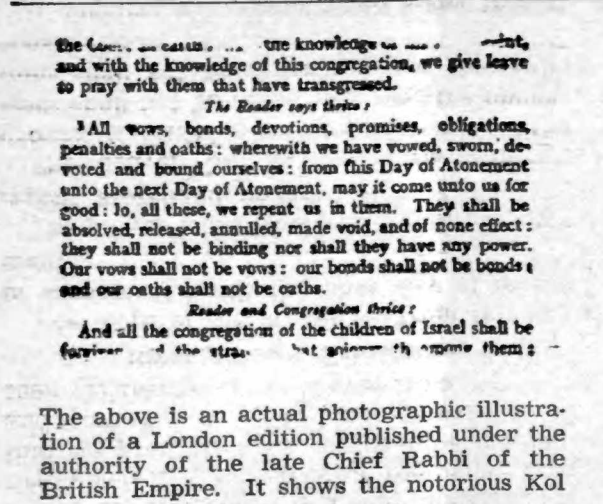 the knowledge
and with the knowledge of this congregation, we give leave
to pray with them that have transgressed.
The Reader says thrice:
³All vows, bonds, devotions, promises, obligations,
penalties and oaths: wherewith we have vowed, sworn, de-
voted and bound ourselves: from this Day of Atonement
unto the next Day of Atonement, may it come unto us for
good: lo, all these, we repent us in them. They shall be
absolved, released, annulled, made void, and of none effect:
they shall not be binding nor shall they have any power.
Our vows shall not be vows: our bonds shall not be bonds:
and our oaths shall not be oaths.
Reader and Congregation thrice:
And all the congregation of the children of Israel shall be
the among them:
The above is an actual photographic illustra-
tion of a London edition published under the
authority of the late Chief Rabbi of the
British Empire. It shows the notorious Kol